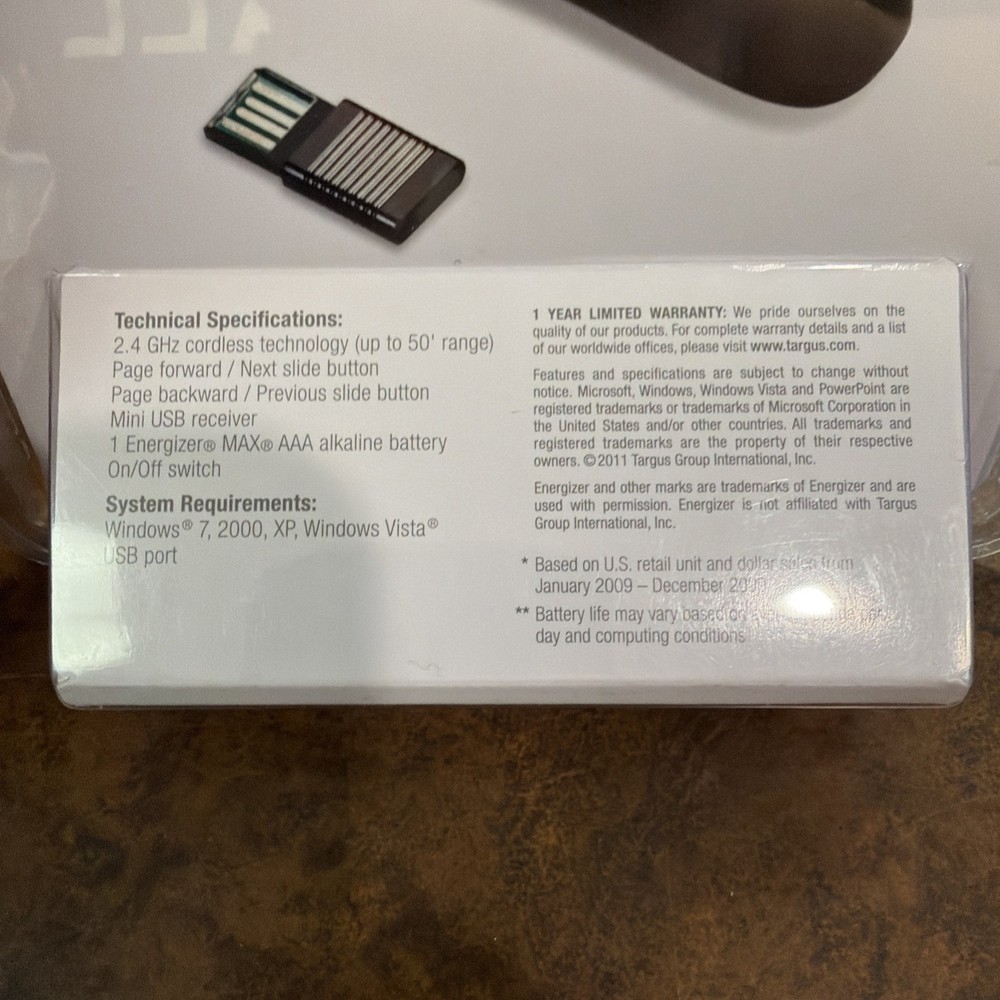 Technical Specifications:
2.4 GHz cordless technology (up to 50' range)
Page forward / Next slide button
Page backward / Previous slide button
Mini USB receiver
1 Energizer® MAX® AAA alkaline battery
On/Off switch
System Requirements:
Windows® 7, 2000, XP, Windows Vista®
USB port
1 YEAR LIMITED WARRANTY: We pride ourselves on the
quality of our products. For complete warranty details and a list
of our worldwide offices, please visit www.targus.com.
Features and specifications are subject to change without
notice. Microsoft, Windows, Windows Vista and PowerPoint are
registered trademarks or trademarks of Microsoft Corporation in
the United States and/or other countries. All trademarks and
registered trademarks are the property of their respective
owners. ©2011 Targus Group International, Inc.
Energizer and other marks are trademarks of Energizer and are
used with permission. Energizer is not affiliated with Targus
Group International, Inc.
* Based on U.S. retail unit and dollar sales from
January 2009 – December
** Battery life may vary based on
day and computing conditions